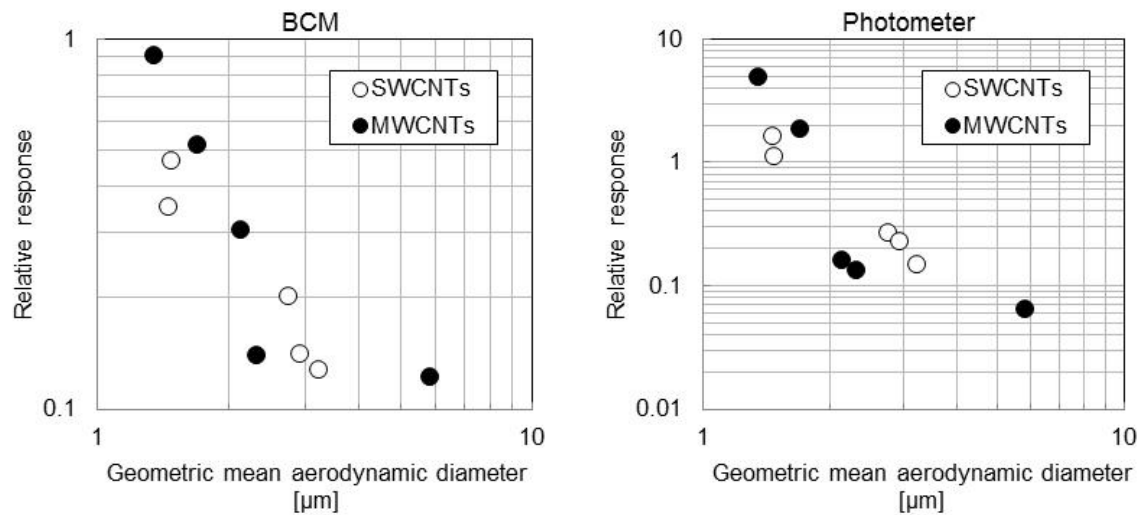 BCM
1
SWCNTs
MWCNTs
Relative response
0.1
1
10
Geometric mean aerodynamic diameter
[μm]
Photometer
10
SWCNTs
MWCNTs
1
Relative response
0.1
0.01
1
10
Geometric mean aerodynamic diameter
[μm]